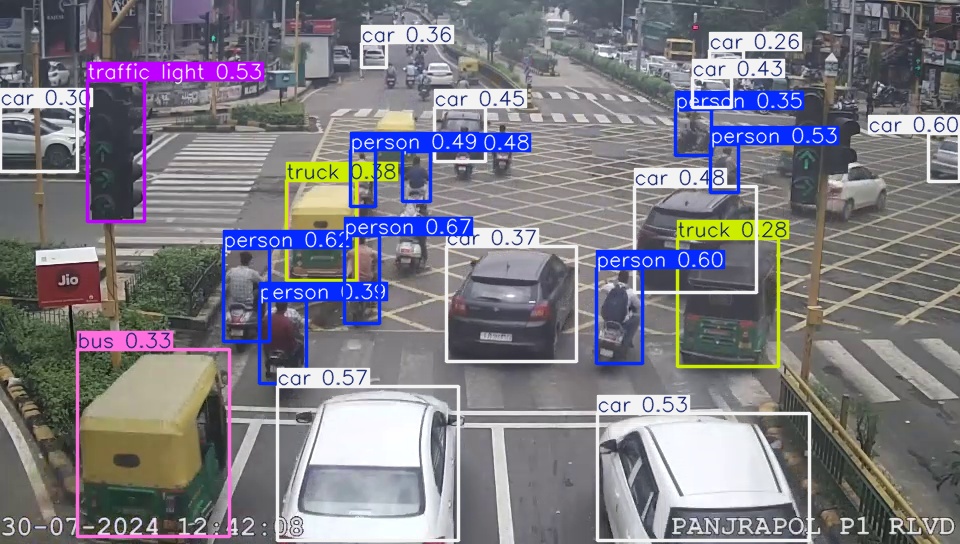 car 0.36
car 0.26
car 0.43
traffic light 0.53
car 0.30
car 0.45
person 0.35
car 0.60
person 0.49
0.48
person 0.53
truck 0.38
car 0.48
person 0.67
truck 0.28
person 0.62
car 0.37
person 0.60
Jio
person 0.39
bus 0.33
car 0.57
car 0.53
30-07-2024 12:42:08
PANJRAPOL P1 RLVD